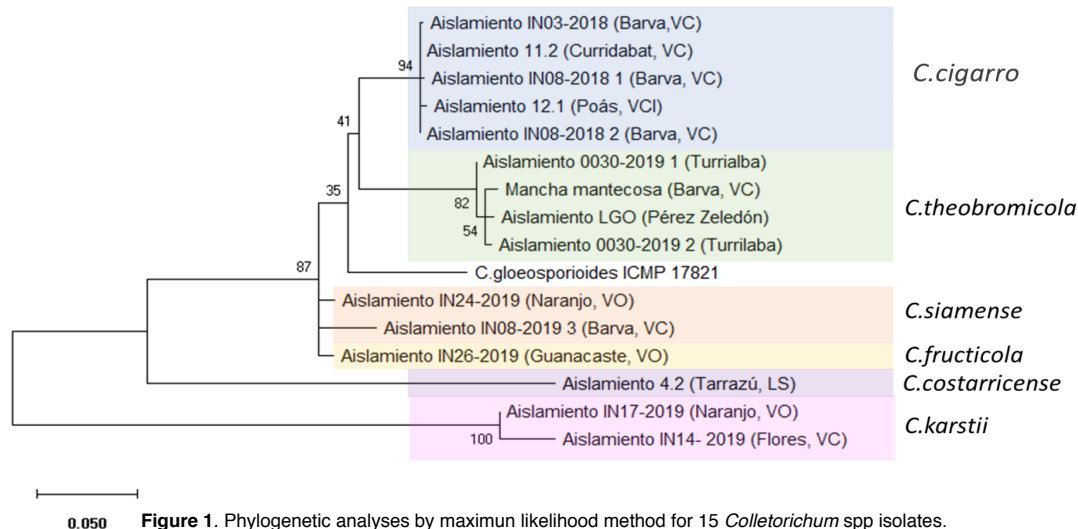 Aislamiento IN03-2018 (Barva,VC)
Aislamiento 11.2 (Curridabat, VC)
94
Aislamiento IN08-2018 1 (Barva, VC)
C.cigarro
Aislamiento 12.1 (Poás, VCI)
41
Aislamiento IN08-2018 2 (Barva, VC)
Aislamiento 0030-2019 1 (Turrialba)
35
Mancha mantecosa (Barva, VC)
82
C.theobromicola
Aislamiento LGO (Pérez Zeledón)
54
Aislamiento 0030-2019 2 (Turrilaba)
87
C.gloeosporioides ICMP 17821
Aislamiento IN24-2019 (Naranjo, VO)
C.siamense
Aislamiento IN08-2019 3 (Barva, VC)
Aislamiento IN26-2019 (Guanacaste, VO)
C.fructicola
Aislamiento 4.2 (Tarrazú, LS)
C.costarricense
Aislamiento IN17-2019 (Naranjo, VO)
C.karstii
100
Aislamiento IN14- 2019 (Flores, VC)
0.050
Figure 1. Phylogenetic analyses by maximun likelihood method for 15 Colletorichum spp isolates.